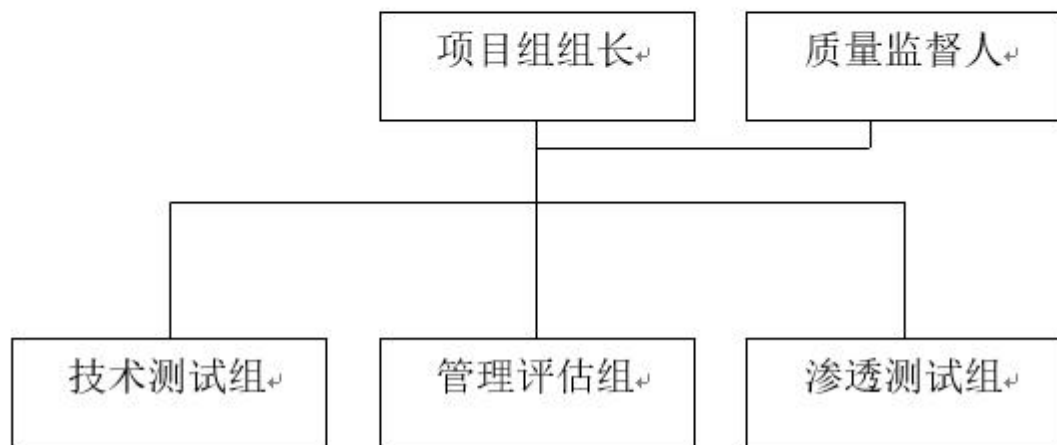 项目组组长
质量监督人
技术测试组
管理评估组
渗透测试组